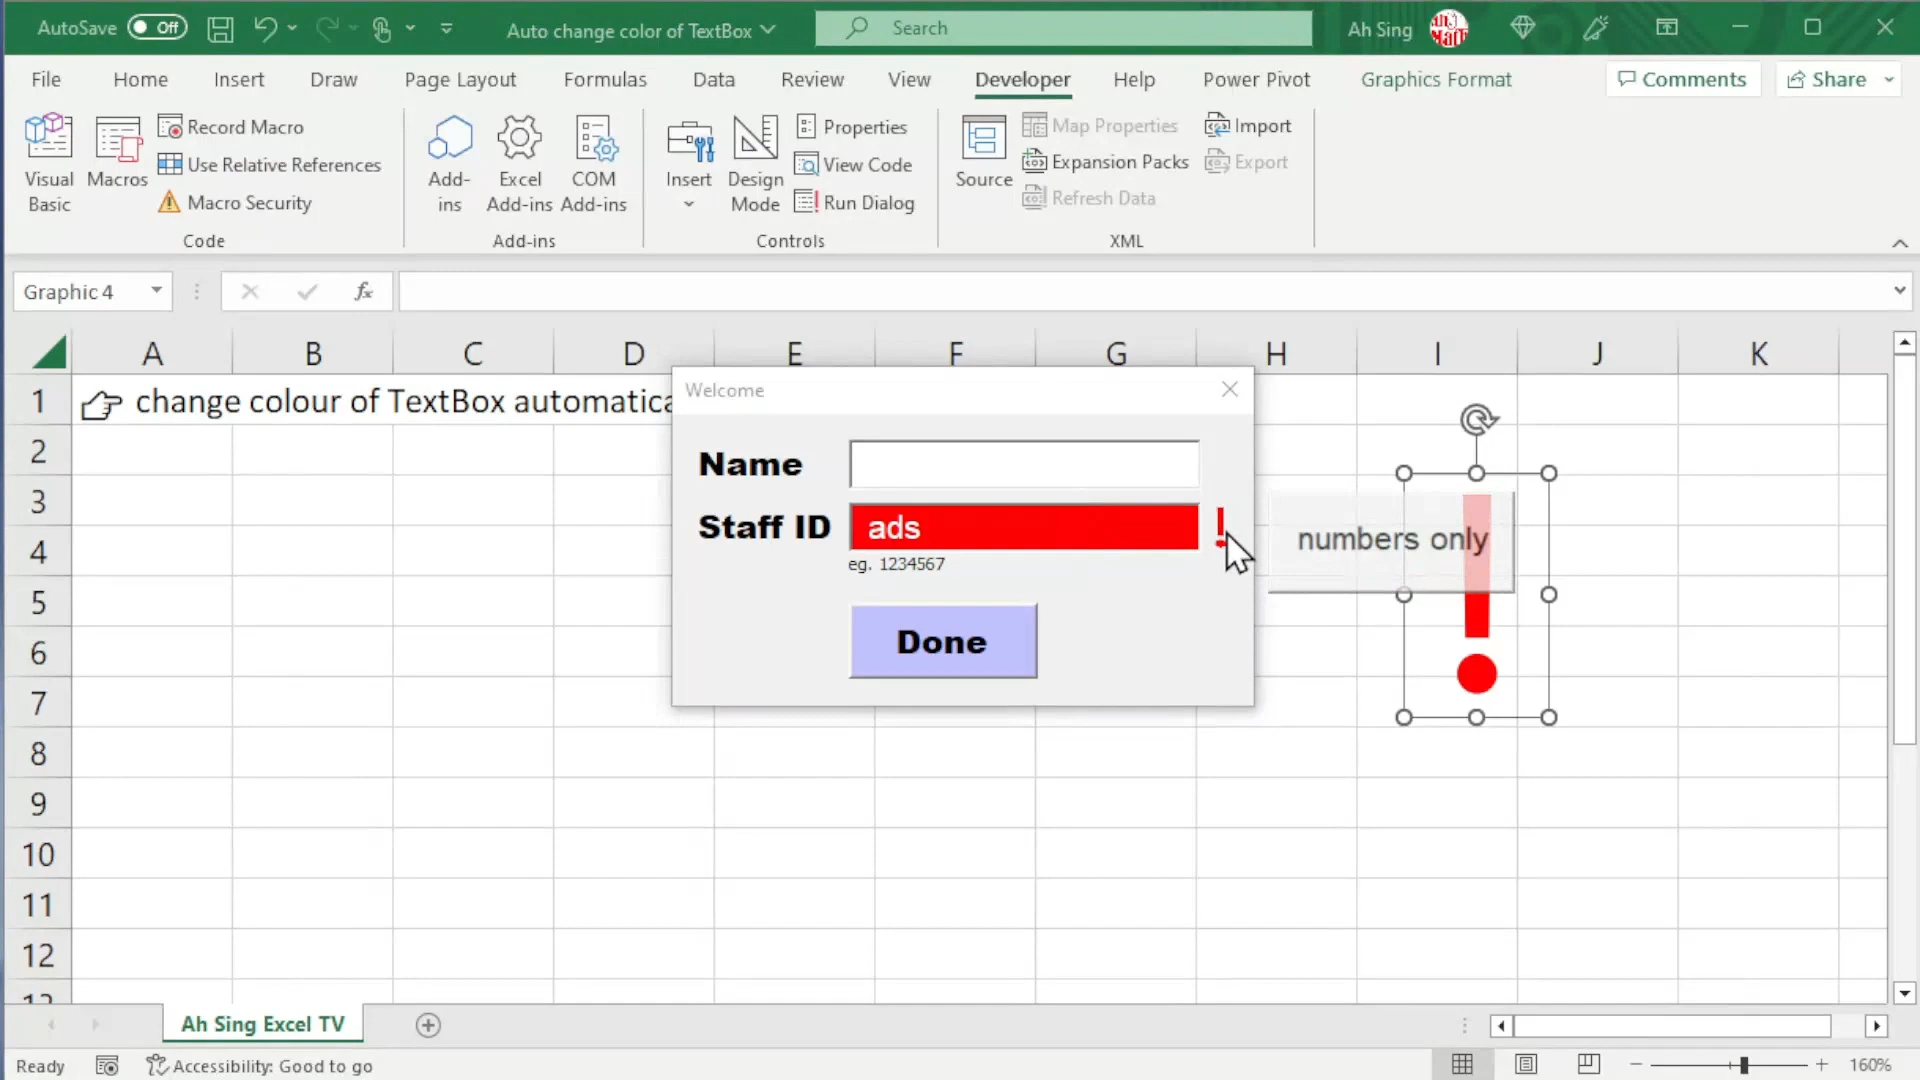 AutoSave Off Auto change color of TextBox Search Ah Sing
File Home Insert Draw Page Layout Formulas Data Review View Developer Help Power Pivot Graphics Format Comments Share
Visual Basic
Macros
Record Macro
Use Relative References
Macro Security
Code
Add-ins
Excel Add-ins
COM Add-ins
Add-ins
Insert
Design Mode
Properties
View Code
Run Dialog
Controls
Source
Map Properties
Expansion Packs
Refresh Data
Import
Export
XML
Graphic 4 fx
A B C D E F G H I J K
1 change colour of TextBox automatica
2
3
4
5
6
7
8
9
10
11
12
13
Welcome
Name
Staff ID ads !
eg. 1234567
Done
numbers only
Ah Sing Excel TV
Ready Accessibility: Good to go 160%